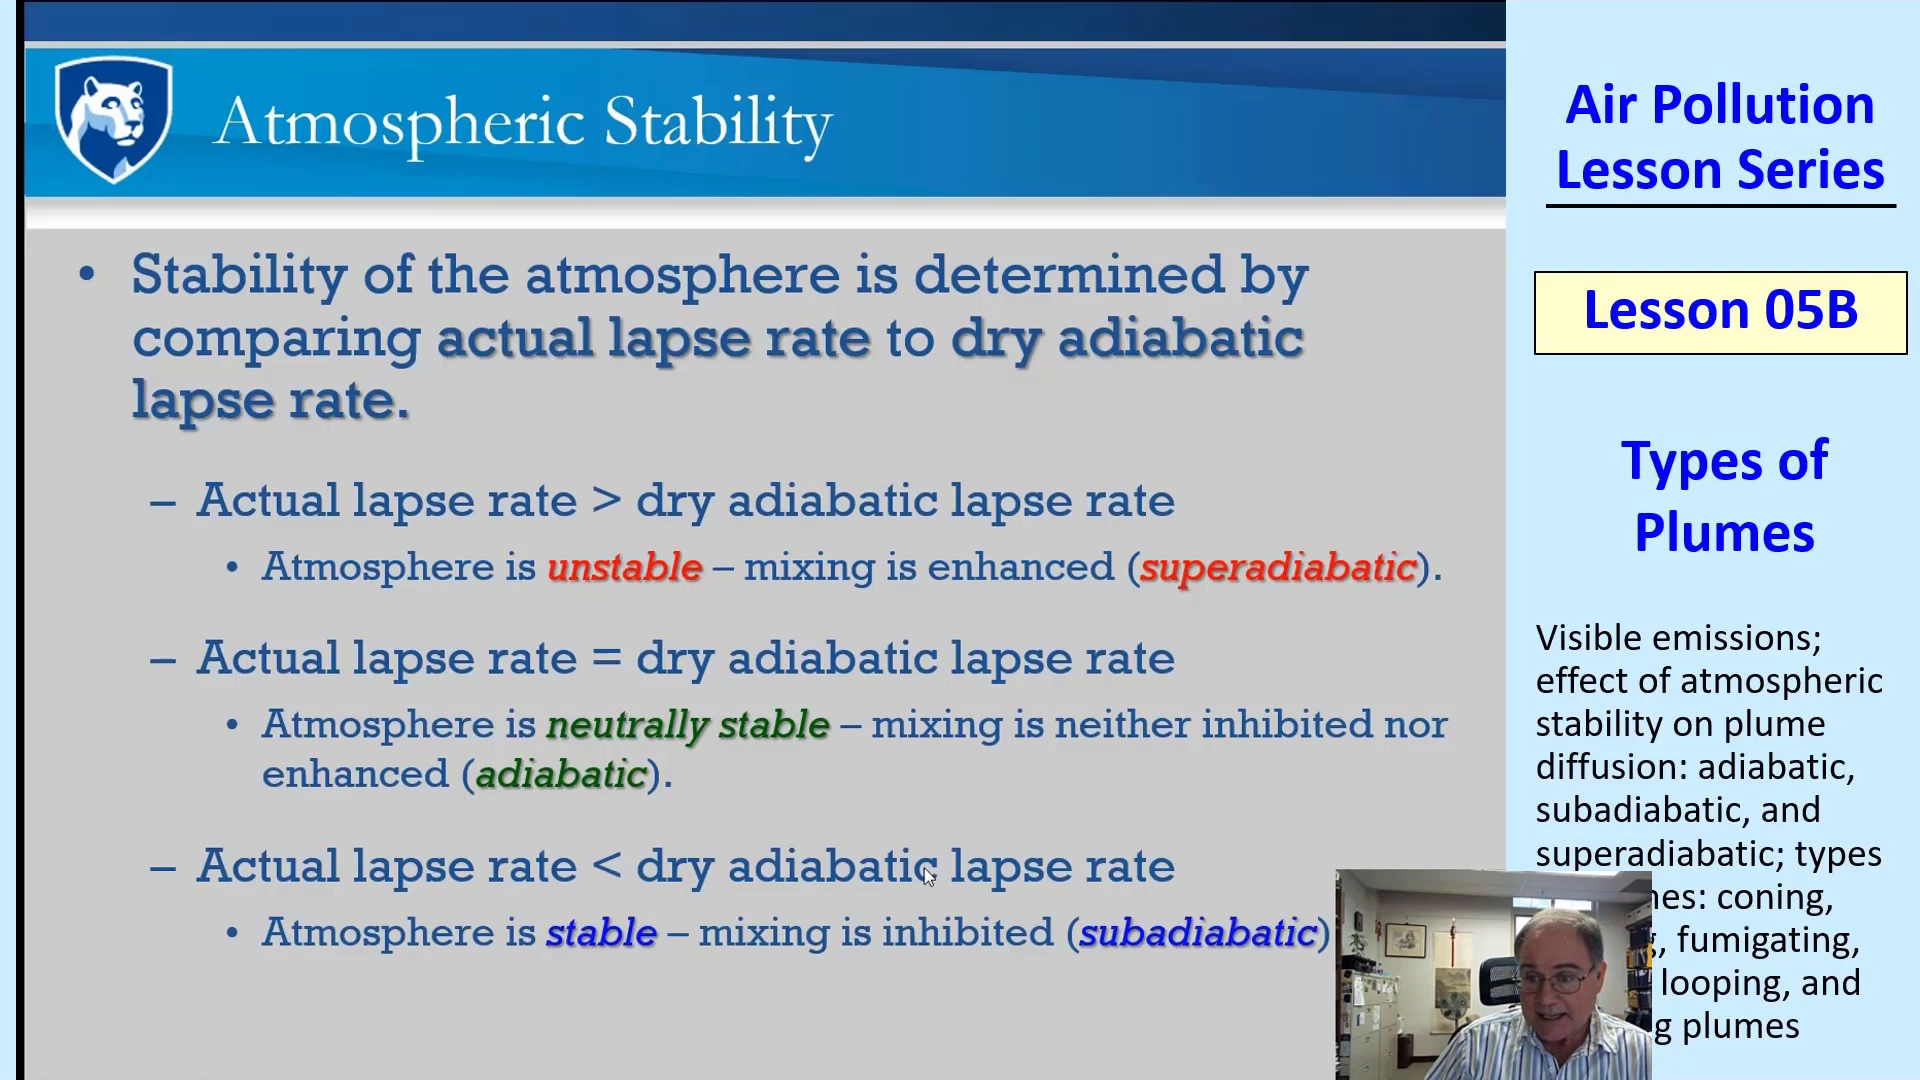 Atmospheric Stability
• Stability of the atmosphere is determined by
comparing actual lapse rate to dry adiabatic
lapse rate.
– Actual lapse rate > dry adiabatic lapse rate
• Atmosphere is unstable – mixing is enhanced (superadiabatic).
– Actual lapse rate = dry adiabatic lapse rate
• Atmosphere is neutrally stable – mixing is neither inhibited nor
enhanced (adiabatic).
– Actual lapse rate < dry adiabatic lapse rate
• Atmosphere is stable – mixing is inhibited (subadiabatic)
Air Pollution
Lesson Series
Lesson 05B
Types of
Plumes
Visible emissions;
effect of atmospheric
stability on plume
diffusion: adiabatic,
subadiabatic, and
superadiabatic; types
coning,
fumigating,
looping, and
plumes